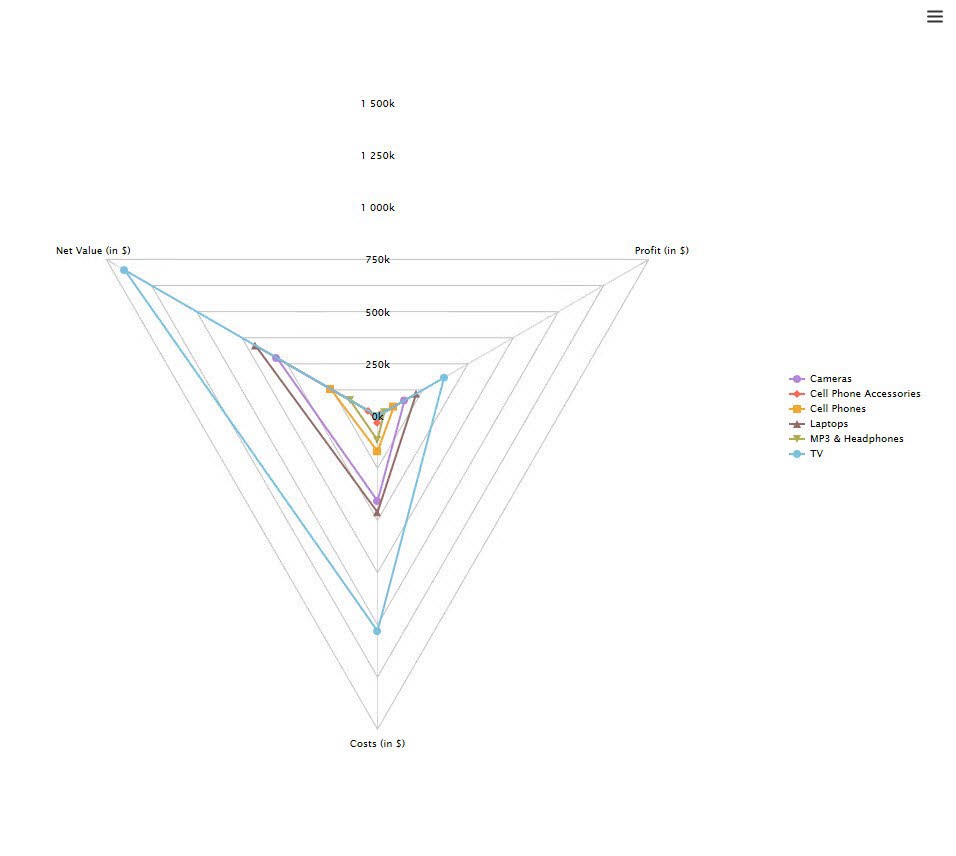 1 500k
1 250k
1 000k
Net Value (in $)
Profit (in $)
750k
500k
250k
0k
Cameras
Cell Phone Accessories
Cell Phones
Laptops
MP3 & Headphones
TV
Costs (in $)